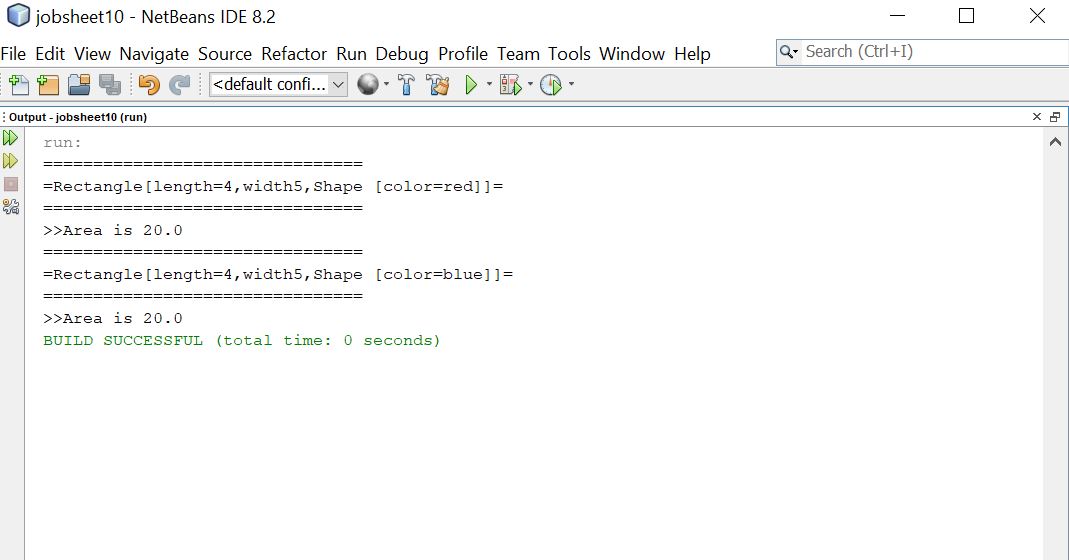 jobsheet10 - NetBeans IDE 8.2
File Edit View Navigate Source Refactor Run Debug Profile Team Tools Window Help
Search (Ctrl+I)
<default confi...
Output - jobsheet10 (run)
run:
================================
=Rectangle[length=4,width5,Shape [color=red]]=
================================
>>Area is 20.0
================================
=Rectangle[length=4,width5,Shape [color=blue]]=
================================
>>Area is 20.0
BUILD SUCCESSFUL (total time: 0 seconds)